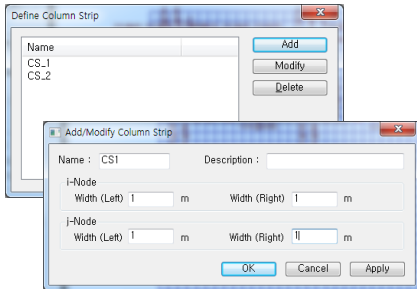 Define Column Strip
Name
CS_1
CS_2
Add
Modify
Delete
Add/Modify Column Strip
Name : CS1 Description :
i-Node
Width (Left) 1 m Width (Right) 1 m
j-Node
Width (Left) 1 m Width (Right) 1 m
OK Cancel Apply